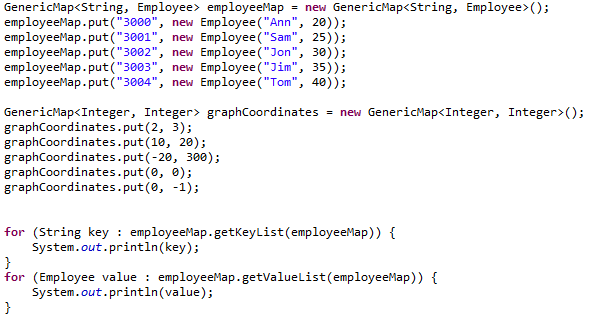 GenericMap<String, Employee> employeeMap = new GenericMap<String, Employee>();
employeeMap.put("3000", new Employee("Ann", 20));
employeeMap.put("3001", new Employee("Sam", 25));
employeeMap.put("3002", new Employee("Jon", 30));
employeeMap.put("3003", new Employee("Jim", 35));
employeeMap.put("3004", new Employee("Tom", 40));

GenericMap<Integer, Integer> graphCoordinates = new GenericMap<Integer, Integer>();
graphCoordinates.put(2, 3);
graphCoordinates.put(10, 20);
graphCoordinates.put(-20, 300);
graphCoordinates.put(0, 0);
graphCoordinates.put(0, -1);

for (String key : employeeMap.getKeyList(employeeMap)) {
    System.out.println(key);
}
for (Employee value : employeeMap.getValueList(employeeMap)) {
    System.out.println(value);
}